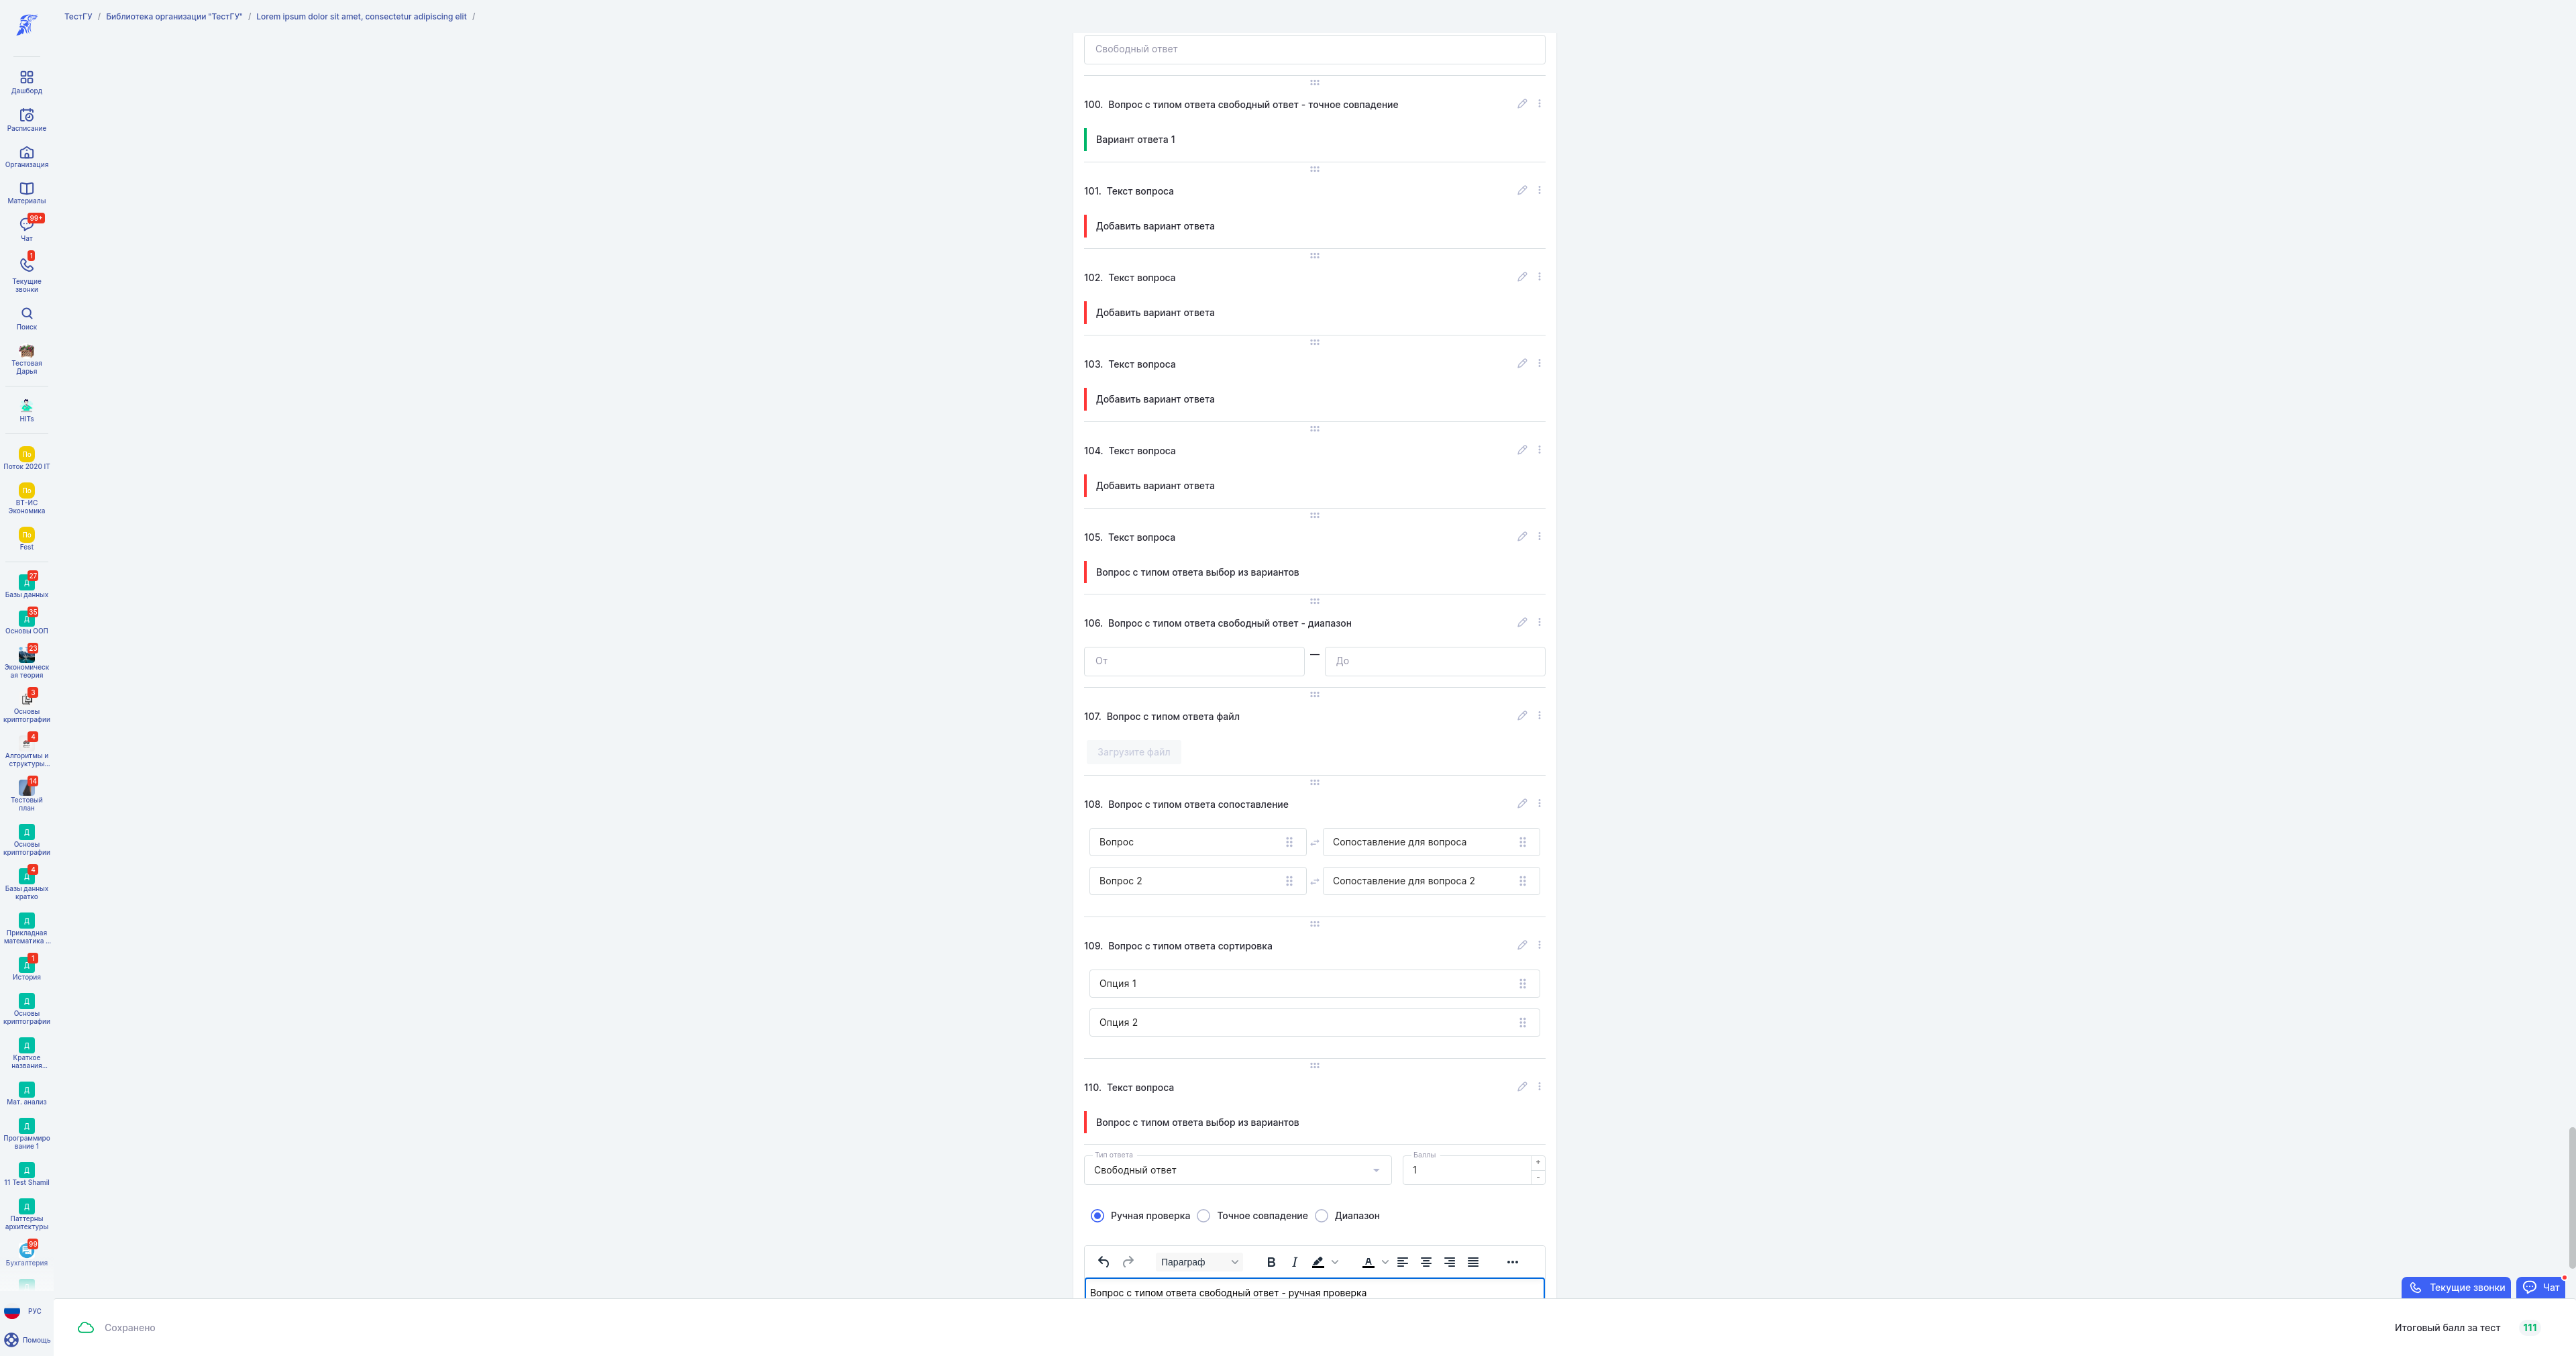 ТестГУ / Библиотека организации "ТестГУ" / Lorem ipsum dolor sit amet, consectetur adipiscing elit /
Дашборд
Расписание
Организация
Материалы
99+
Чат
1
Текущие
звонки
Поиск
Тестовая
Дарья
HITs
По
Поток 2020 IT
По
ВТ-ИС
Экономика
По
Fest
27
Д
Базы данных
35
Д
Основы ООП
23
Экономическ
ая теория
3
Основы
криптографии
4
Алгоритмы и
структуры...
14
Тестовый
план
Д
Основы
криптографии
4
Д
Базы данных
кратко
Д
Прикладная
математика ...
1
Д
История
Д
Основы
криптографии
Д
Краткое
названия...
Д
Мат. анализ
Д
Программиро
вание 1
Д
11 Test Shamil
Д
Паттерны
архитектуры
99
Бухгалтерия
РУС
Помощь
Свободный ответ
100. Вопрос с типом ответа свободный ответ - точное совпадение
Вариант ответа 1
101. Текст вопроса
Добавить вариант ответа
102. Текст вопроса
Добавить вариант ответа
103. Текст вопроса
Добавить вариант ответа
104. Текст вопроса
Добавить вариант ответа
105. Текст вопроса
Вопрос с типом ответа выбор из вариантов
106. Вопрос с типом ответа свободный ответ - диапазон
От — До
107. Вопрос с типом ответа файл
Загрузите файл
108. Вопрос с типом ответа сопоставление
Вопрос Сопоставление для вопроса
Вопрос 2 Сопоставление для вопроса 2
109. Вопрос с типом ответа сортировка
Опция 1
Опция 2
110. Текст вопроса
Вопрос с типом ответа выбор из вариантов
Тип ответа Баллы
Свободный ответ 1 + -
Ручная проверка Точное совпадение Диапазон
Параграф B I A
Вопрос с типом ответа свободный ответ - ручная проверка
Текущие звонки Чат
Сохранено Итоговый балл за тест 111